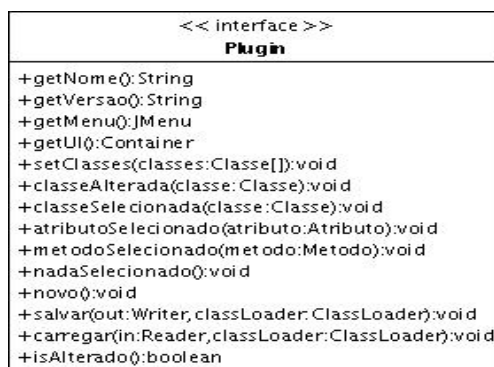 << interface >>
Plugin
+getNome():String
+getVersao():String
+getMenu():JMenu
+getUI():Container
+setClasses(classes:Classe[]):void
+classeAlterada(classe:Classe):void
+classeSelecionada(classe:Classe):void
+atributoSelecionado(atributo:Atributo):void
+metodoSelecionado(metodo:Metodo):void
+nadaSelecionado():void
+novo():void
+salvar(out:Writer,classLoader:ClassLoader):void
+carregar(in:Reader,classLoader:ClassLoader):void
+isAlterado():boolean